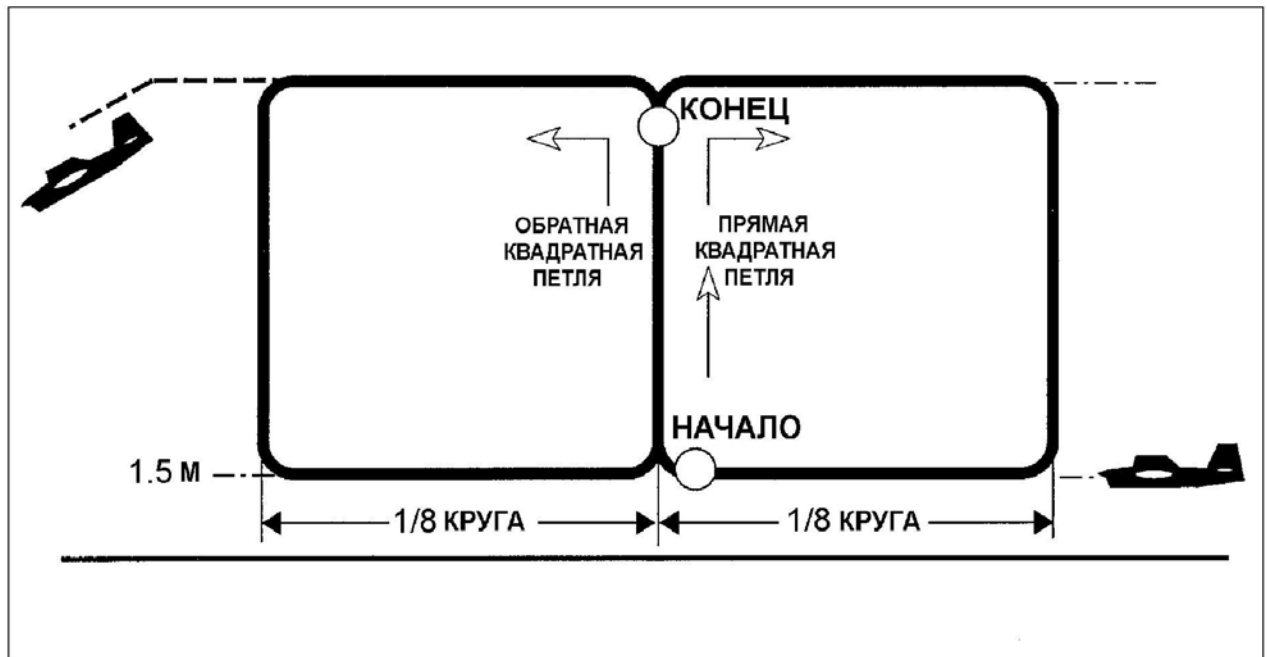 КОНЕЦ
ОБРАТНАЯ
КВАДРАТНАЯ
ПЕТЛЯ
ПРЯМАЯ
КВАДРАТНАЯ
ПЕТЛЯ
НАЧАЛО
1.5 М
1/8 КРУГА
1/8 КРУГА